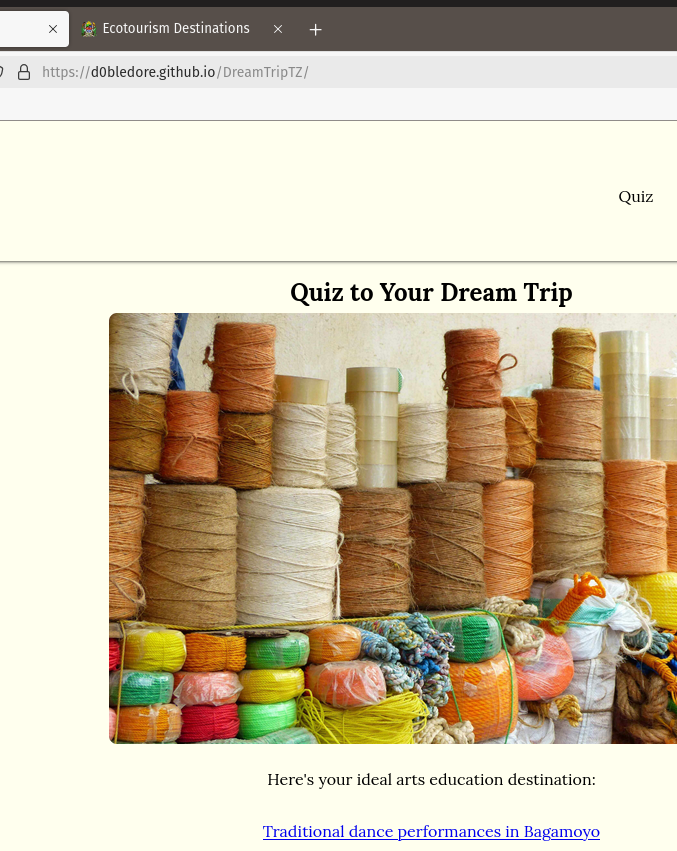 Ecotourism Destinations
https://d0bledore.github.io/DreamTripTZ/
Quiz
Quiz to Your Dream Trip
Here's your ideal arts education destination:
Traditional dance performances in Bagamoyo